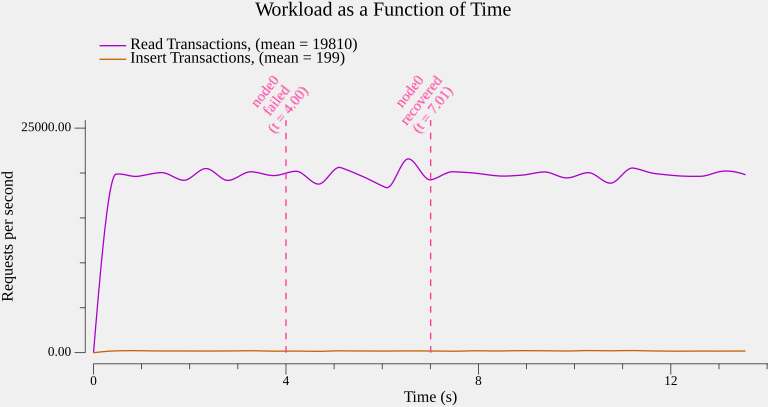 Workload as a Function of Time
Read Transactions, (mean = 19810)
Insert Transactions, (mean = 199)
node0
failed
(t = 4.00)
node0
recovered
(t = 7.01)
25000.00
0.00
Requests per second
0
4
8
12
Time (s)